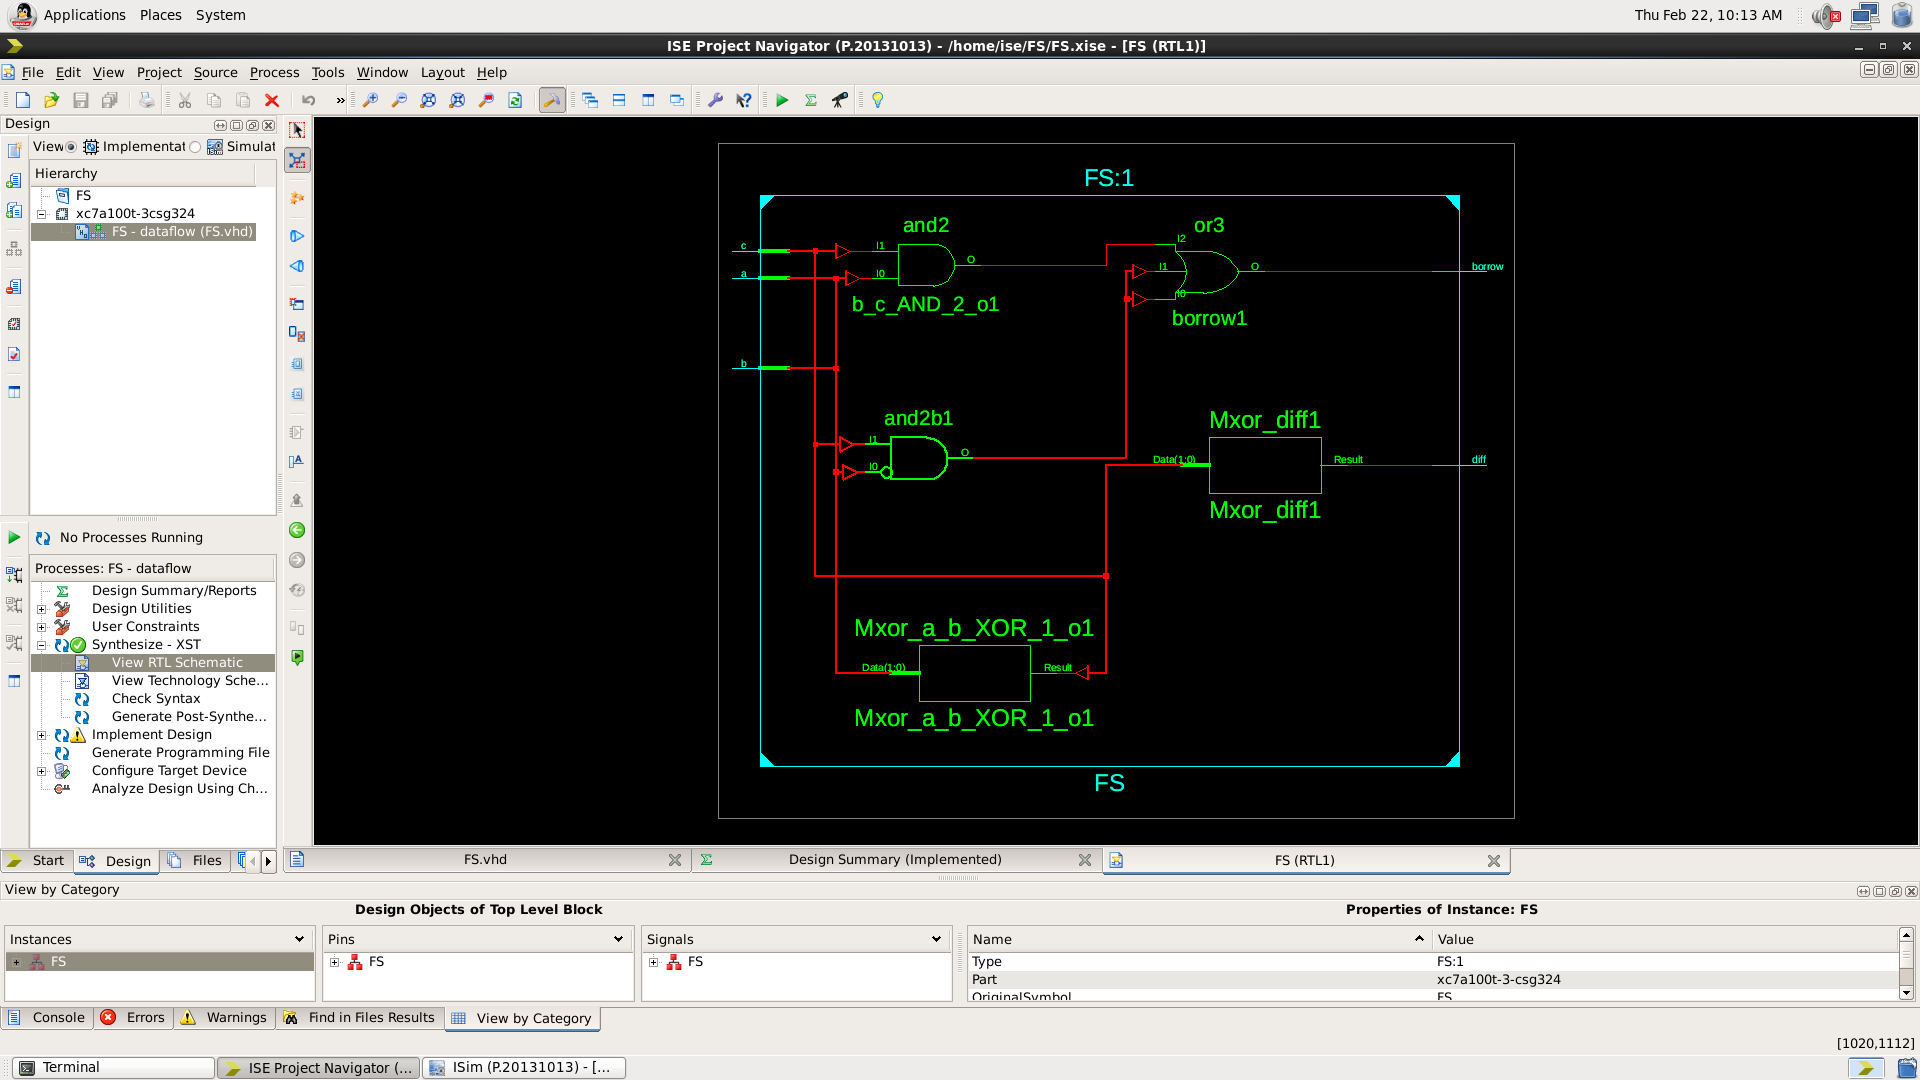 Applications Places System
Thu Feb 22, 10:13 AM
ISE Project Navigator (P.20131013) - /home/ise/FS/FS.xise - [FS (RTL1)]
File Edit View Project Source Process Tools Window Layout Help
»
Design
View Implementat Simulat
Hierarchy
FS
xc7a100t-3csg324
FS - dataflow (FS.vhd)
No Processes Running
Processes: FS - dataflow
Design Summary/Reports
Design Utilities
User Constraints
Synthesize - XST
View RTL Schematic
View Technology Sche...
Check Syntax
Generate Post-Synthe...
Implement Design
Generate Programming File
Configure Target Device
Analyze Design Using Ch...
Start Design Files
FS:1
and2
or3
c
I1
I2
a
I0
O
I1
O
borrow
I0
b_c_AND_2_o1
borrow1
b
and2b1
Mxor_diff1
I1
I0
O
Data(1:0)
Result
diff
Mxor_diff1
Mxor_a_b_XOR_1_o1
Data(1:0)
Result
Mxor_a_b_XOR_1_o1
FS
FS.vhd
Design Summary (Implemented)
FS (RTL1)
View by Category
Design Objects of Top Level Block
Properties of Instance: FS
Instances
Pins
Signals
Name
Value
FS
FS
FS
Type
FS:1
Part
xc7a100t-3-csg324
OriginalSymbol
FS
Console Errors Warnings Find in Files Results View by Category
[1020,1112]
Terminal
ISE Project Navigator (...
ISim (P.20131013) - [...